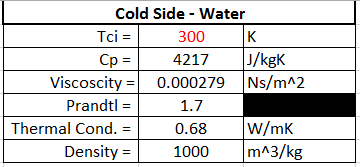 Cold Side - Water
Tci = 300 K
Cp = 4217 J/kgK
Viscosity = 0.000279 Ns/m^2
Prandtl = 1.7
Thermal Cond. = 0.68 W/mK
Density = 1000 m^3/kg